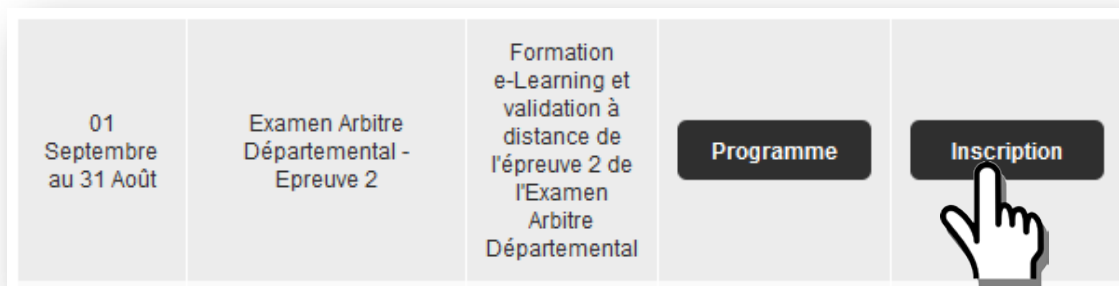 01
Septembre
au 31 Août
Examen Arbitre
Départemental -
Epreuve 2
Formation
e-Learning et
validation à
distance de
l'épreuve 2 de
l'Examen
Arbitre
Départemental
Programme
Inscription